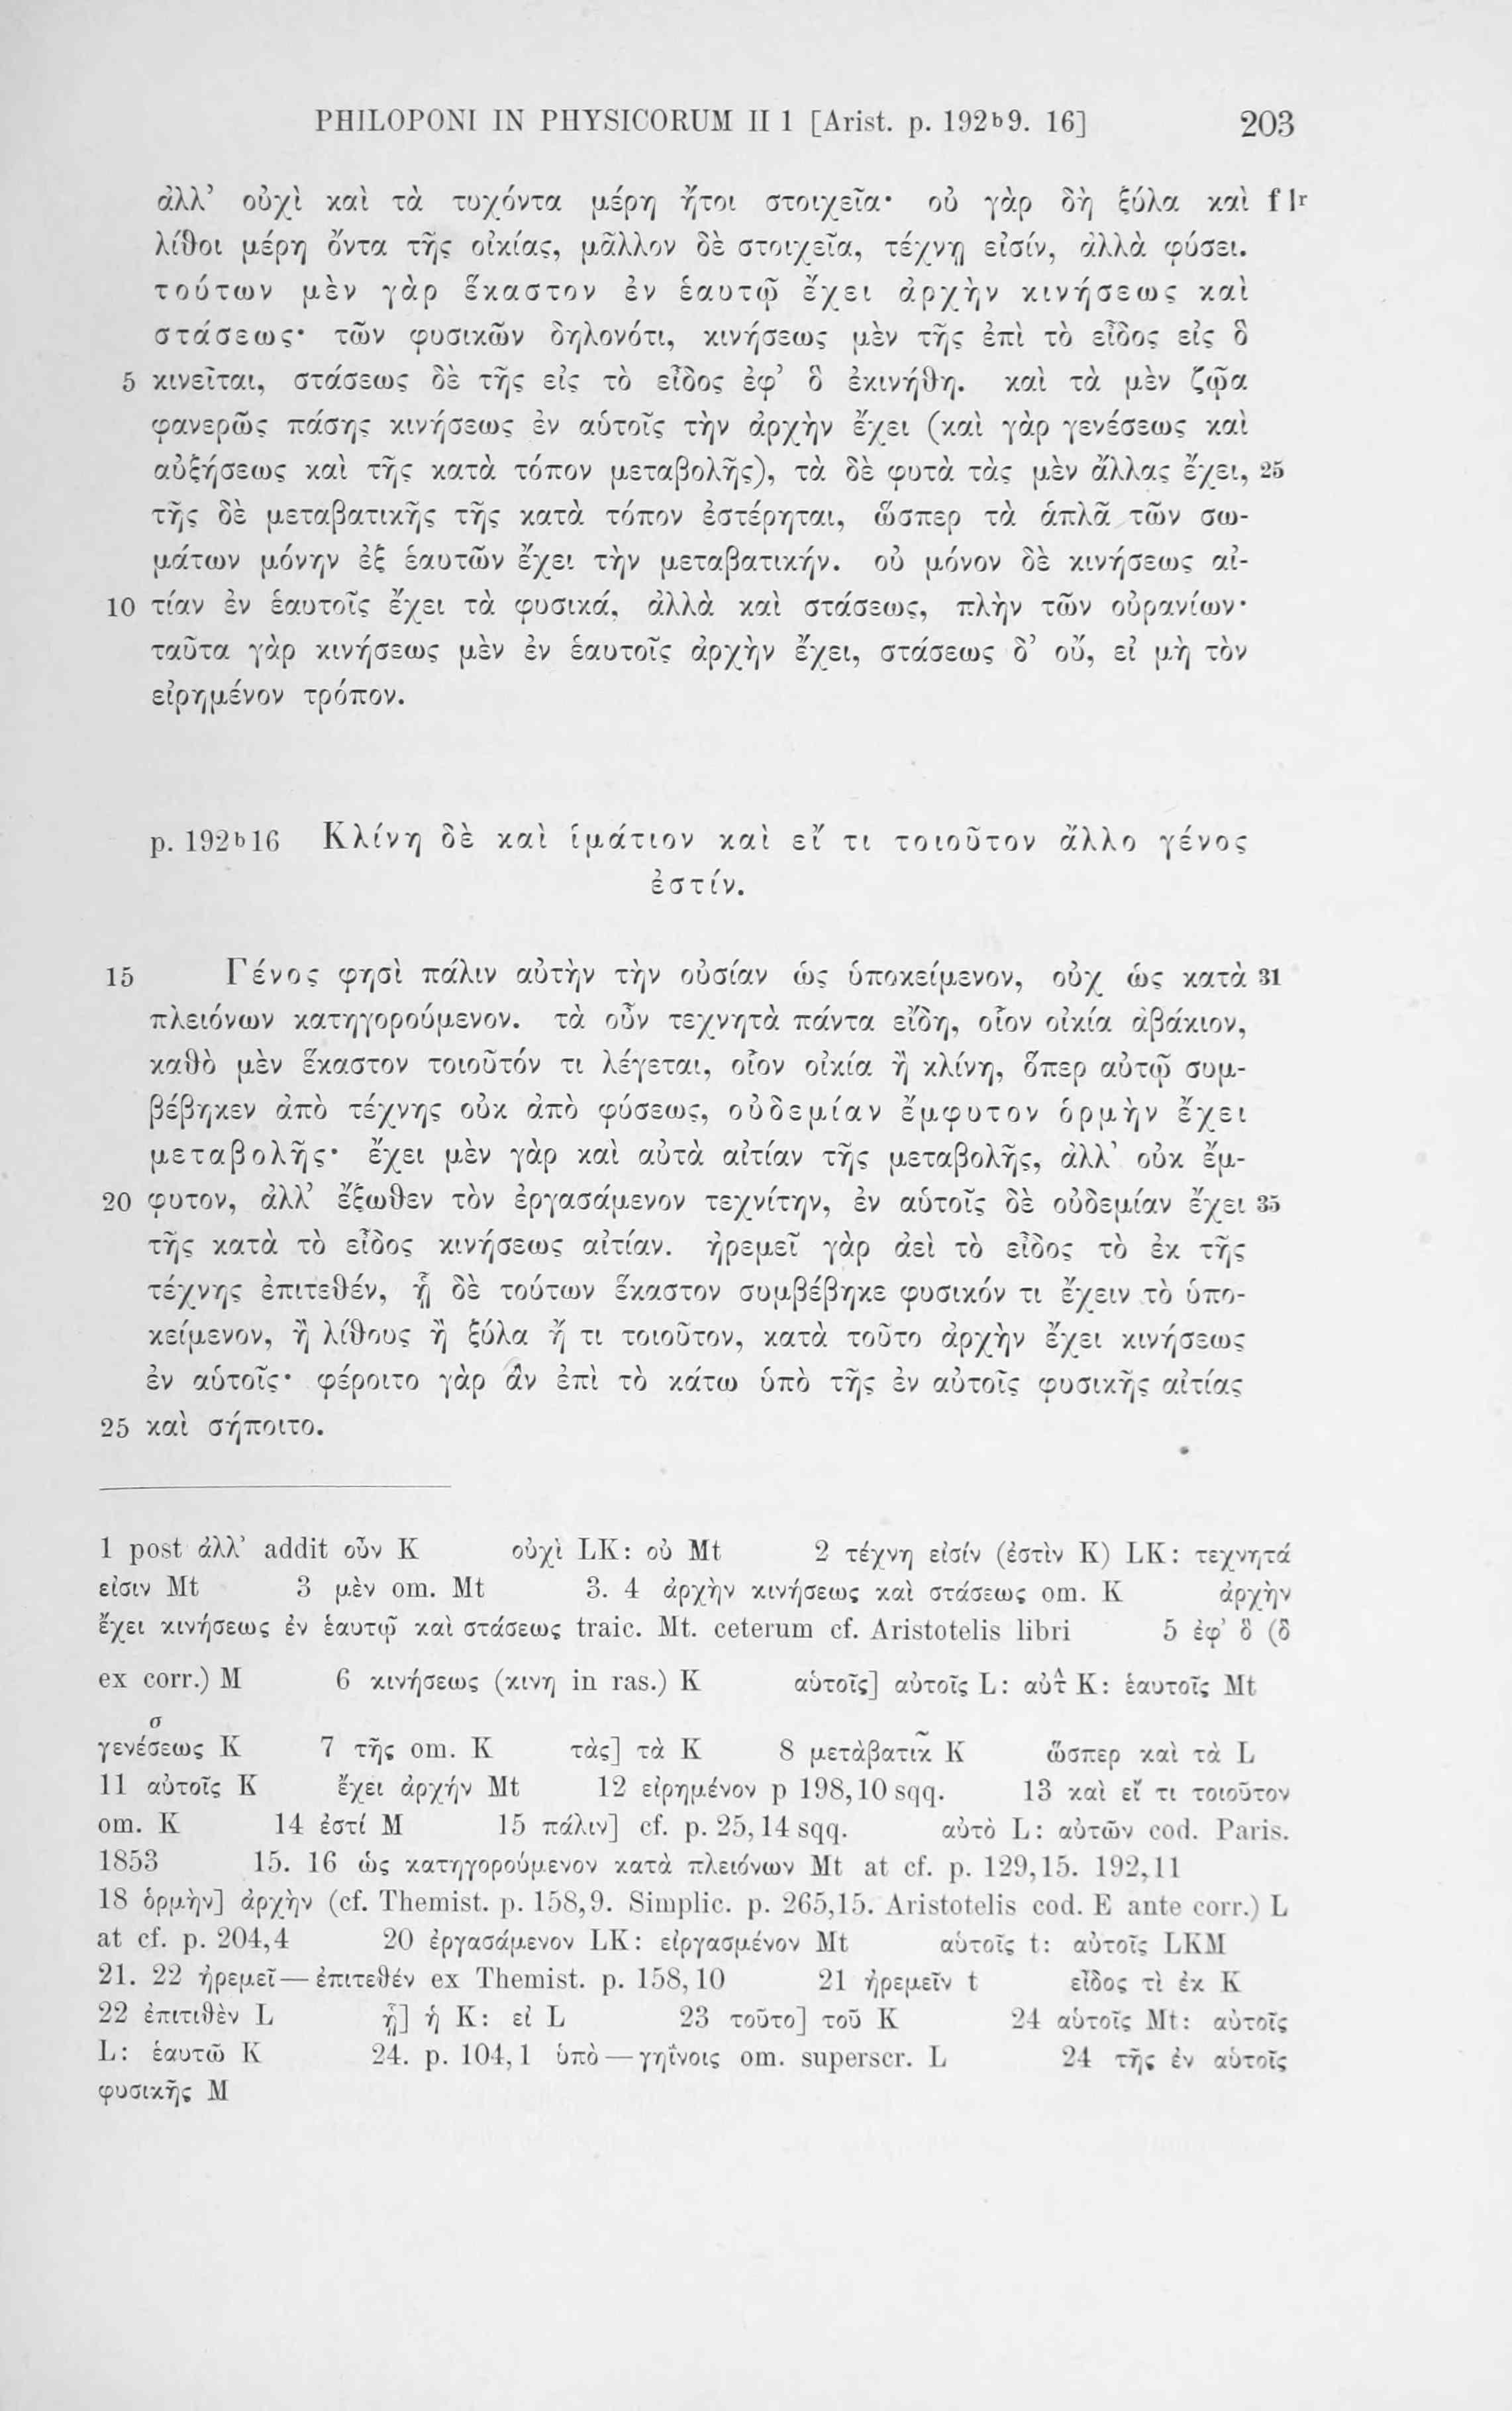 PHILOPONI IN PHYSICORUM II 1 [Arist. p. 192b9. 16] 203
ἀλλ’ οὐχὶ καὶ τὰ τυχόντα μέρη ἤτοι στοιχεῖα· οὐ γὰρ δὴ ξύλα καὶ f 1r
λίθοι μέρη ὄντα τῆς οἰκίας, μᾶλλον δὲ στοιχεῖα, τέχνῃ εἰσίν, ἀλλὰ φύσει.
τούτων μὲν γὰρ ἕκαστον ἐν ἑαυτῷ ἔχει ἀρχὴν κινήσεως καὶ
στάσεως· τῶν φυσικῶν δηλονότι, κινήσεως μὲν τῆς ἐπὶ τὸ εἶδος εἰς ὃ
5 κινεῖται, στάσεως δὲ τῆς εἰς τὸ εἶδος ἐφ’ ὃ ἐκινήθη. καὶ τὰ μὲν ζῷα
φανερῶς πάσης κινήσεως ἐν αὑτοῖς τὴν ἀρχὴν ἔχει (καὶ γὰρ γενέσεως καὶ
αὐξήσεως καὶ τῆς κατὰ τόπον μεταβολῆς), τὰ δὲ φυτὰ τὰς μὲν ἄλλας ἔχει, 25
τῆς δὲ μεταβατικῆς τῆς κατὰ τόπον ἐστέρηται, ὥσπερ τὰ ἁπλᾶ τῶν σω-
μάτων μόνην ἐξ ἑαυτῶν ἔχει τὴν μεταβατικήν. οὐ μόνον δὲ κινήσεως αἰ-
10 τίαν ἐν ἑαυτοῖς ἔχει τὰ φυσικά, ἀλλὰ καὶ στάσεως, πλὴν τῶν οὐρανίων·
ταῦτα γὰρ κινήσεως μὲν ἐν ἑαυτοῖς ἀρχὴν ἔχει, στάσεως δ’ οὔ, εἰ μὴ τὸν
εἰρημένον τρόπον.
p. 192b16 Κλίνη δὲ καὶ ἱμάτιον καὶ εἴ τι τοιοῦτον ἄλλο γένος
ἐστίν.
15 Γένος φησὶ πάλιν αὐτὴν τὴν οὐσίαν ὡς ὑποκείμενον, οὐχ ὡς κατὰ 31
πλειόνων κατηγορούμενον. τὰ οὖν τεχνητὰ πάντα εἴδη, οἷον οἰκία ἀβάκιον,
καθὸ μὲν ἕκαστον τοιοῦτόν τι λέγεται, οἷον οἰκία ἢ κλίνη, ὅπερ αὐτῷ συμ-
βέβηκεν ἀπὸ τέχνης οὐκ ἀπὸ φύσεως, οὐδεμίαν ἔμφυτον ὁρμὴν ἔχει
μεταβολῆς· ἔχει μὲν γὰρ καὶ αὐτὰ αἰτίαν τῆς μεταβολῆς, ἀλλ’ οὐκ ἔμ-
20 φυτον, ἀλλ’ ἔξωθεν τὸν ἐργασάμενον τεχνίτην, ἐν αὑτοῖς δὲ οὐδεμίαν ἔχει 35
τῆς κατὰ τὸ εἶδος κινήσεως αἰτίαν. ἠρεμεῖ γὰρ ἀεὶ τὸ εἶδος τὸ ἐκ τῆς
τέχνης ἐπιτεθέν, ᾗ δὲ τούτων ἕκαστον συμβέβηκε φυσικόν τι ἔχειν τὸ ὑπο-
κείμενον, ἢ λίθους ἢ ξύλα ἤ τι τοιοῦτον, κατὰ τοῦτο ἀρχὴν ἔχει κινήσεως
ἐν αὑτοῖς· φέροιτο γὰρ ἂν ἐπὶ τὸ κάτω ὑπὸ τῆς ἐν αὐτοῖς φυσικῆς αἰτίας
25 καὶ σήποιτο.
1 post ἀλλ’ addit οὖν K οὐχὶ LK: οὐ Mt 2 τέχνῃ εἰσίν (ἐστὶν K) LK: τεχνητά
εἰσιν Mt 3 μὲν om. Mt 3. 4 ἀρχὴν κινήσεως καὶ στάσεως om. K ἀρχὴν
ἔχει κινήσεως ἐν ἑαυτῷ καὶ στάσεως traic. Mt. ceterum cf. Aristotelis libri 5 ἐφ’ ὃ (ὃ
ex corr.) M 6 κινήσεως (κινη in ras.) K αὑτοῖς] αὐτοῖς L: αὐτ̂ K: ἑαυτοῖς Mt
σ
γενέσεως K 7 τῆς om. K τὰς] τὰ K 8 μετὰβατικ͂ K ὥσπερ καὶ τὰ L
11 αὐτοῖς K ἔχει ἀρχήν Mt 12 εἰρημένον p 198,10 sqq. 13 καὶ εἴ τι τοιοῦτον
om. K 14 ἐστί M 15 πάλιν] cf. p. 25,14 sqq. αὐτὸ L: αὐτῶν cod. Paris.
1853 15. 16 ὡς κατηγορούμενον κατὰ πλειόνων Mt at cf. p. 129,15. 192,11
18 ὁρμὴν] ἀρχὴν (cf. Themist. p. 158,9. Simplic. p. 265,15. Aristotelis cod. E ante corr.) L
at cf. p. 204,4 20 ἐργασάμενον LK: εἰργασμένον Mt αὑτοῖς t: αὐτοῖς LKM
21. 22 ἠρεμεῖ—ἐπιτεθέν ex Themist. p. 158,10 21 ἠρεμεῖν t εἶδος τὶ ἐκ K
22 ἐπιτιθὲν L ᾗ] ἡ K: εἰ L 23 τοῦτο] τοῦ K 24 αὑτοῖς Mt: αὐτοῖς
L: ἑαυτῶ K 24. p. 104,1 ὑπὸ—γηΐνοις om. superscr. L 24 τῆς ἐν αὑτοῖς
φυσικῆς M